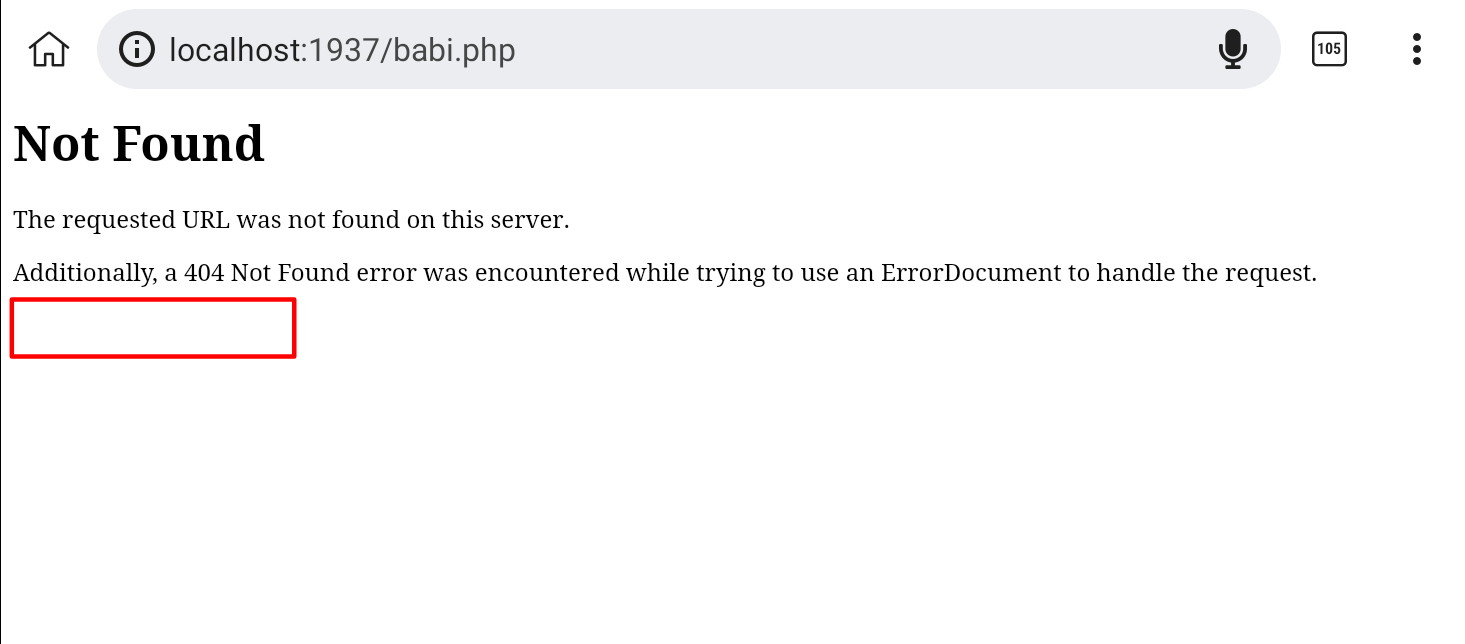 localhost:1937/babi.php
105
Not Found
The requested URL was not found on this server.
Additionally, a 404 Not Found error was encountered while trying to use an ErrorDocument to handle the request.